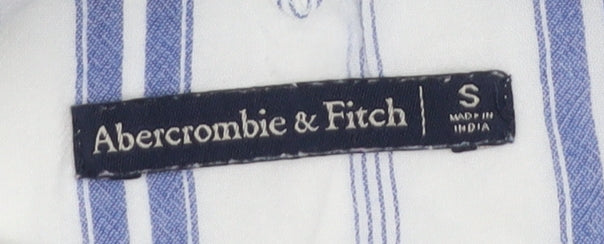 Abercrombie & Fitch
S
MADE IN
INDIA